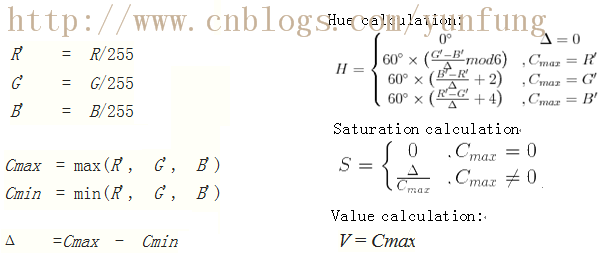 http://www.cnblogs.com/yunfung
R′ = R/255
G′ = G/255
B′ = B/255
Cmax = max(R′, G′, B′)
Cmin = min(R′, G′, B′)
Δ =Cmax - Cmin
Hue calculation:
H = { 0° Δ = 0
60° × (G′−B′/Δ mod6) , Cmax = R′
60° × (B′−R′/Δ + 2) , Cmax = G′
60° × (R′−G′/Δ + 4) , Cmax = B′
Saturation calculation
S = { 0 , Cmax = 0
Δ/Cmax , Cmax ≠ 0
Value calculation:
V = Cmax